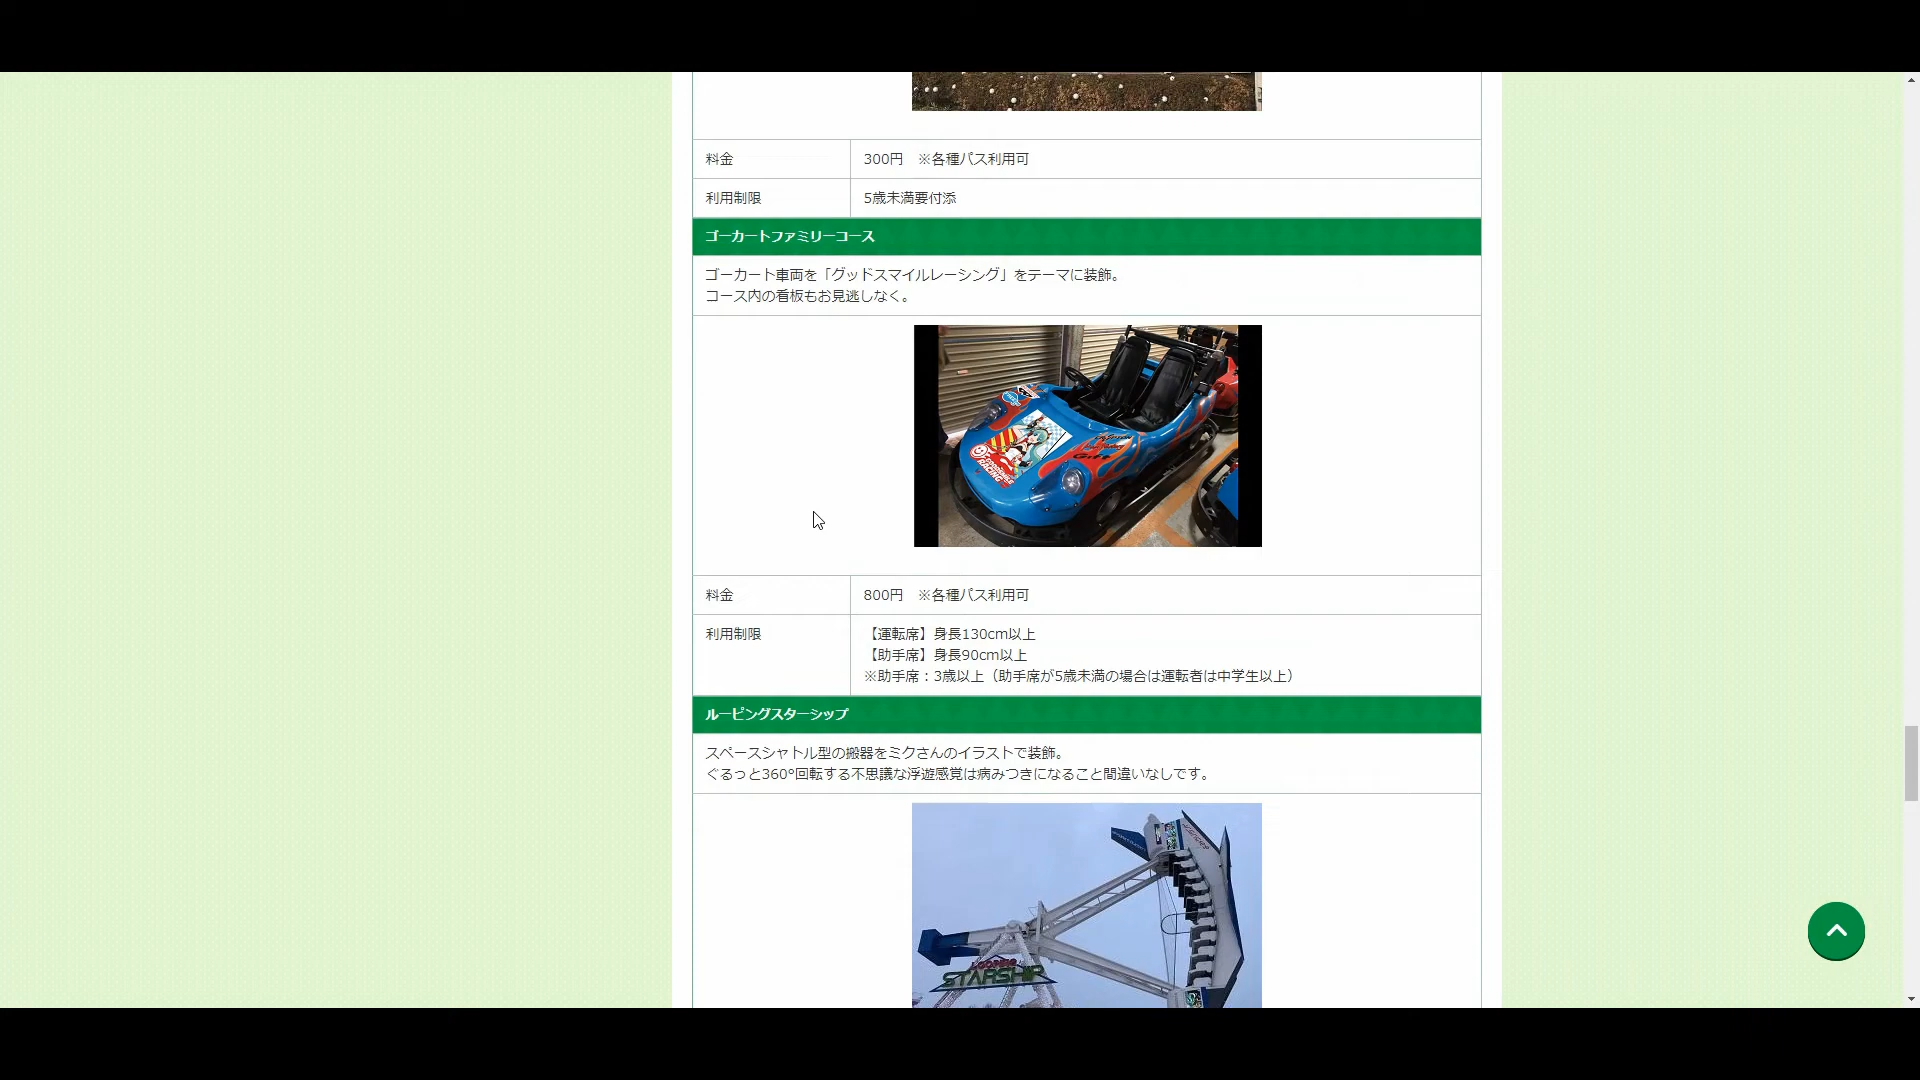 料金 300円 ※各種パス利用可
利用制限 5歳未満要付添
ゴーカートファミリーコース
ゴーカート車両を「グッドスマイルレーシング」をテーマに装飾。
コース内の看板もお見逃しなく。
料金 800円 ※各種パス利用可
利用制限 【運転席】身長130cm以上
【助手席】身長90cm以上
※助手席：3歳以上（助手席が5歳未満の場合は運転者は中学生以上）
ルーピングスターシップ
スペースシャトル型の搬器をミクさんのイラストで装飾。
ぐるっと360°回転する不思議な浮遊感覚は病みつきになること間違いなしです。
LOOPING
STARSHIP